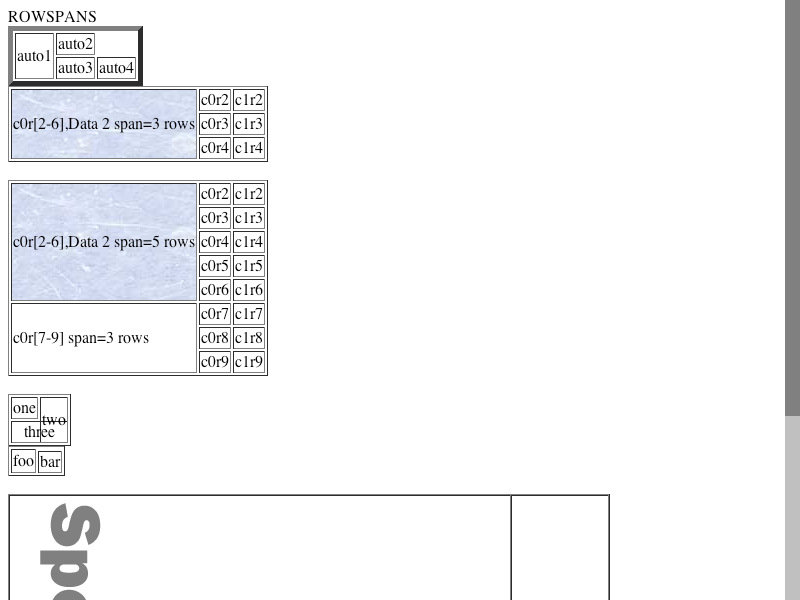 ROWSPANS
auto1 auto2
auto3 auto4
c0r[2-6],Data 2 span=3 rows c0r2 c1r2
c0r3 c1r3
c0r4 c1r4
c0r[2-6],Data 2 span=5 rows c0r2 c1r2
c0r3 c1r3
c0r4 c1r4
c0r5 c1r5
c0r6 c1r6
c0r[7-9] span=3 rows c0r7 c1r7
c0r8 c1r8
c0r9 c1r9
one two
three
foo bar
sp